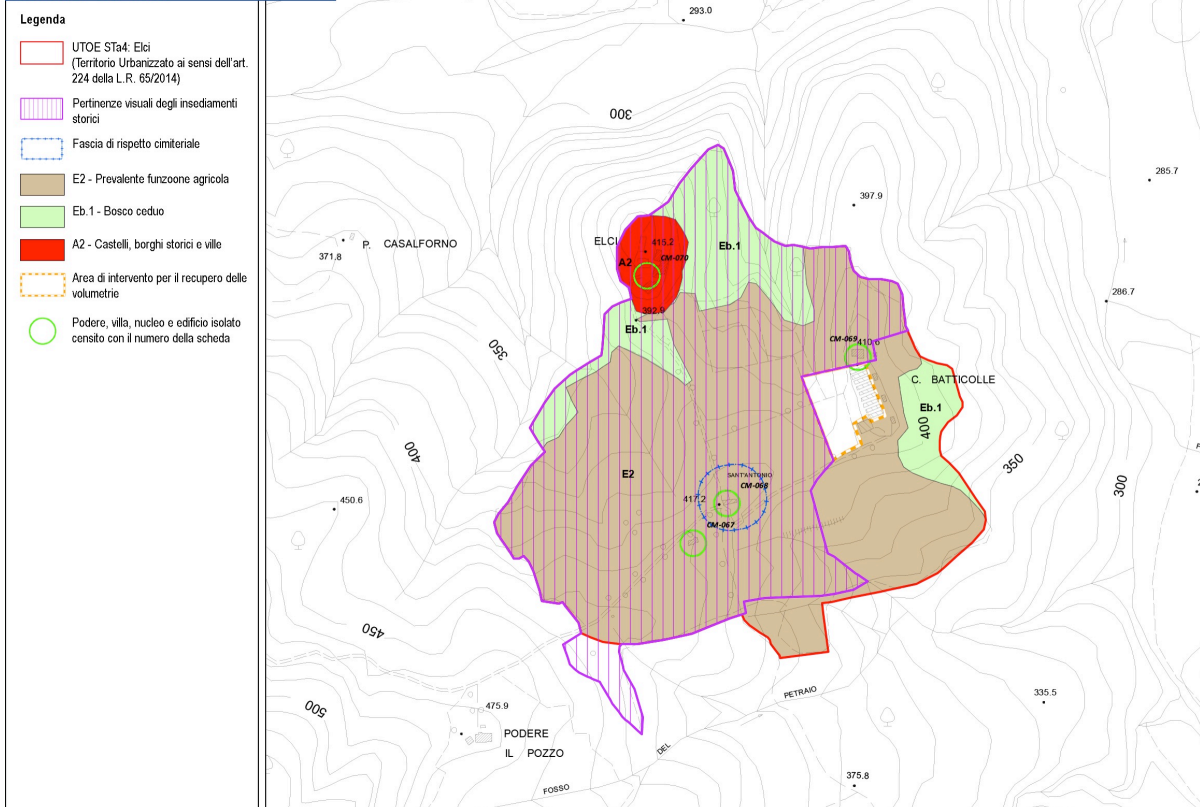 Legenda
UTOE STa4: Elci
(Territorio Urbanizzato ai sensi dell'art.
224 della L.R. 65/2014)
Pertinenze visuali degli insediamenti
storici
Fascia di rispetto cimiteriale
E2 - Prevalente funzoone agricola
Eb.1 - Bosco ceduo
A2 - Castelli, borghi storici e ville
Area di intervento per il recupero delle
volumetrie
Podere, villa, nucleo e edificio isolato
censito con il numero della scheda
293.0
300
285.7
397.9
P. CASALFORNO
371.8
ELCI
415.2
Eb.1
A2
CM-070
286.7
392.9
Eb.1
CM-069
410.6
350
C. BATTICOLLE
Eb.1
400
400
350
300
E2
SANT'ANTONIO
CM-068
417.2
450.6
CM-067
450
PETRAIO
335.5
500
475.9
PODERE
IL POZZO
DEL
375.8
FOSSO